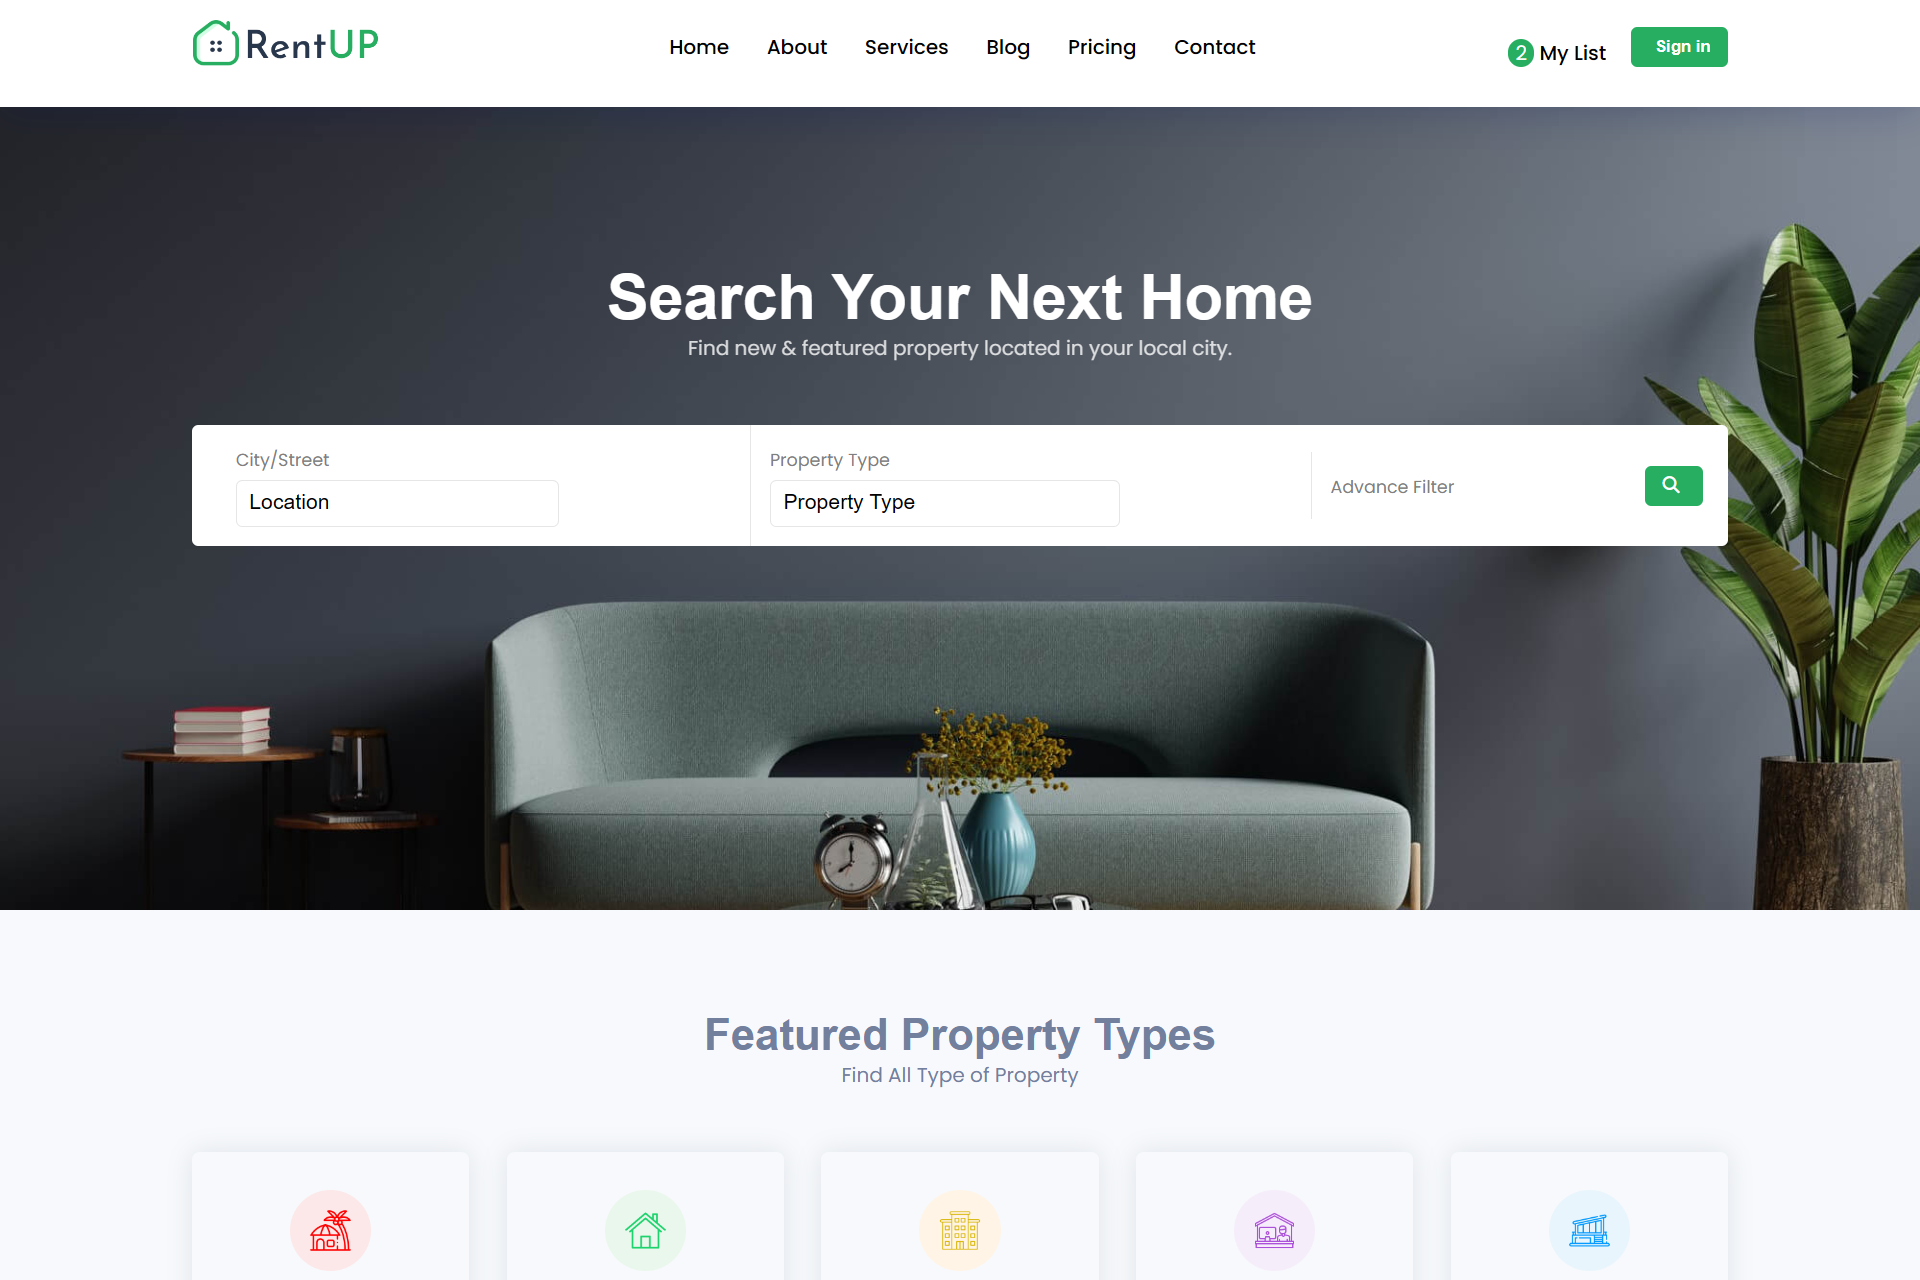 RentUP
Home About Services Blog Pricing Contact
2 My List
Sign in
Search Your Next Home
Find new & featured property located in your local city.
City/Street
Location
Property Type
Property Type
Advance Filter
Featured Property Types
Find All Type of Property